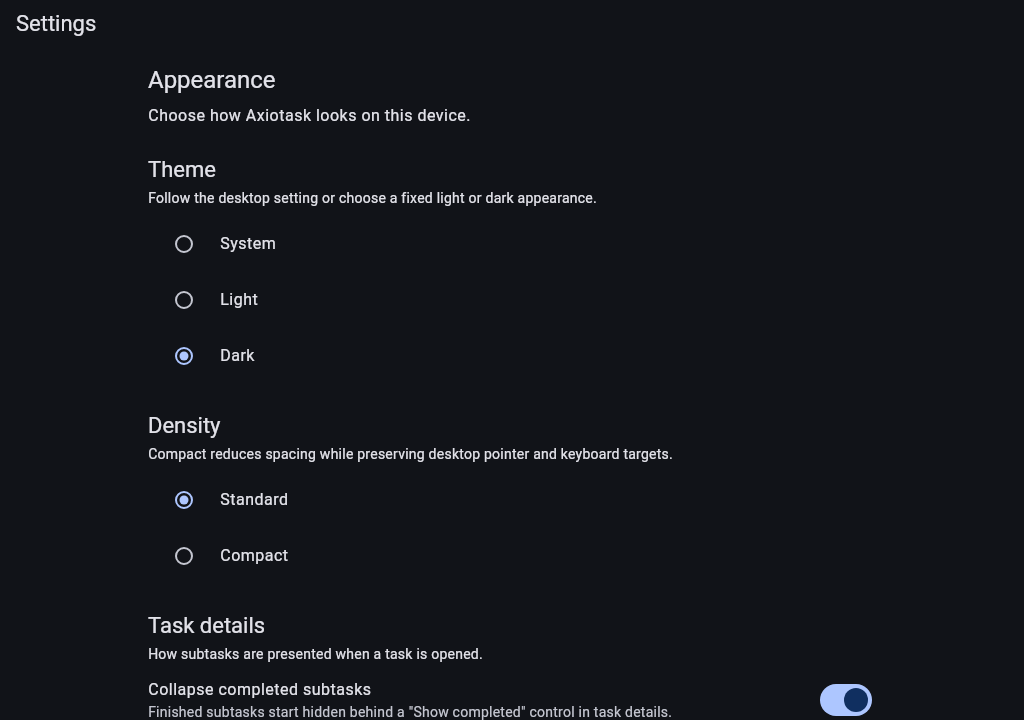 Settings
Appearance
Choose how Axiotask looks on this device.
Theme
Follow the desktop setting or choose a fixed light or dark appearance.
System
Light
Dark
Density
Compact reduces spacing while preserving desktop pointer and keyboard targets.
Standard
Compact
Task details
How subtasks are presented when a task is opened.
Collapse completed subtasks
Finished subtasks start hidden behind a "Show completed" control in task details.